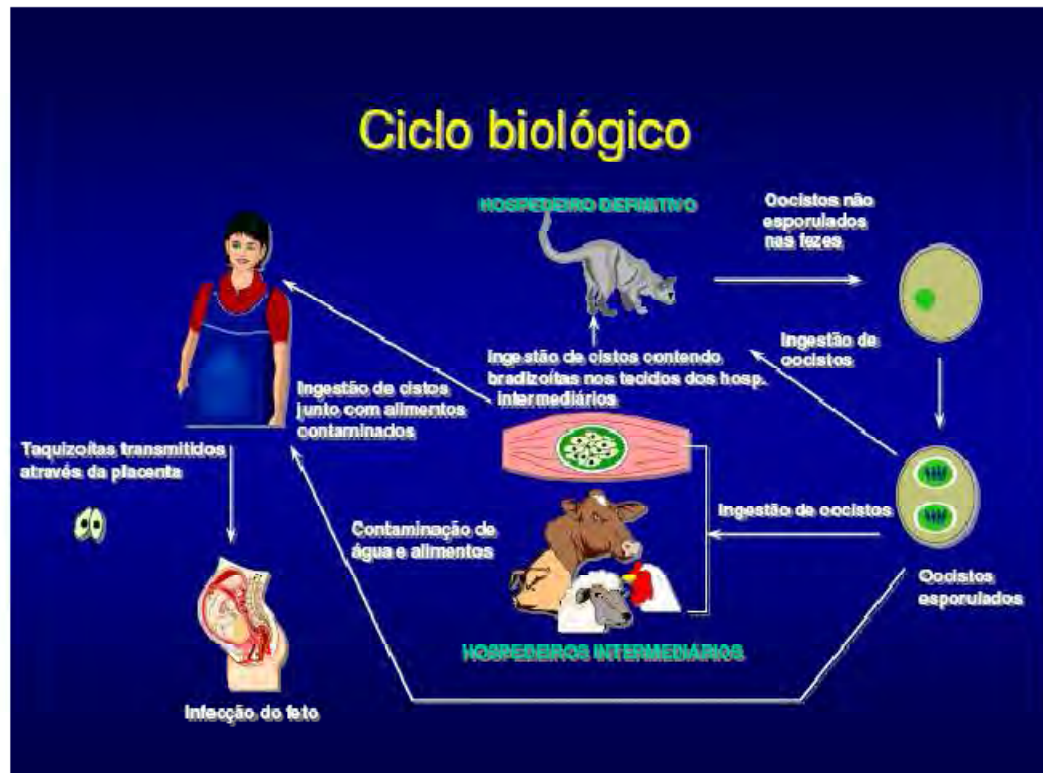 Ciclo biológico
HOSPEDEIRO DEFINITIVO
Oocistos não
esporulados
nas fezes
Ingestão de
oocistos
Ingestão de cistos contendo
bradizoítas nos tecidos dos hosp.
intermediários
Ingestão de cistos
junto com alimentos
contaminados
Taquizoítas transmitidos
através da placenta
Contaminação de
água e alimentos
Ingestão de oocistos
Oocistos
esporulados
HOSPEDEIROS INTERMEDIÁRIOS
Infecção do feto